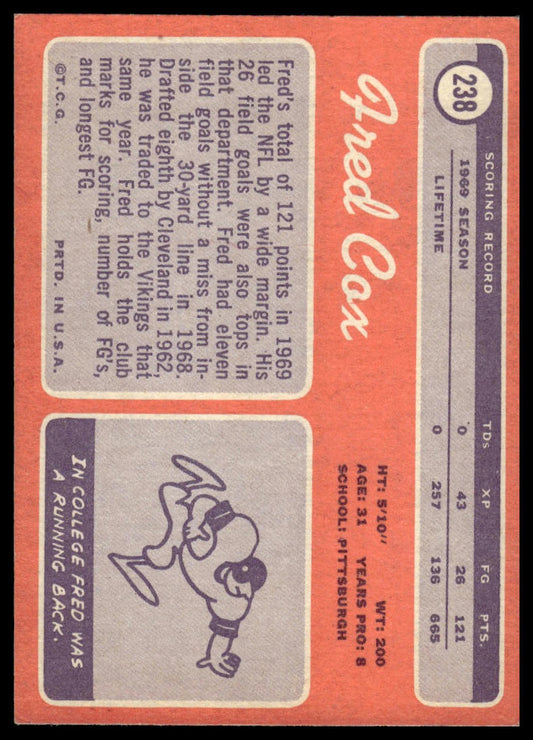 238
SCORING RECORD TDs XP FG PTS.
1969 SEASON 0 43 26 121
LIFETIME 0 257 136 665
Fred Cox
HT: 5'10" WT: 200
AGE: 31 YEARS PRO: 8
SCHOOL: PITTSBURGH
Fred's total of 121 points in 1969
led the NFL by a wide margin. His
26 field goals were also tops in
that department. Fred had eleven
field goals without a miss from in-
side the 30-yard line in 1968.
Drafted eighth by Cleveland in 1962,
he was traded to the Vikings that
same year. Fred holds the club
marks for scoring, number of FG's,
and longest FG.
©T.C.G. PRTD. IN U.S.A.
IN COLLEGE FRED WAS
A RUNNING BACK.